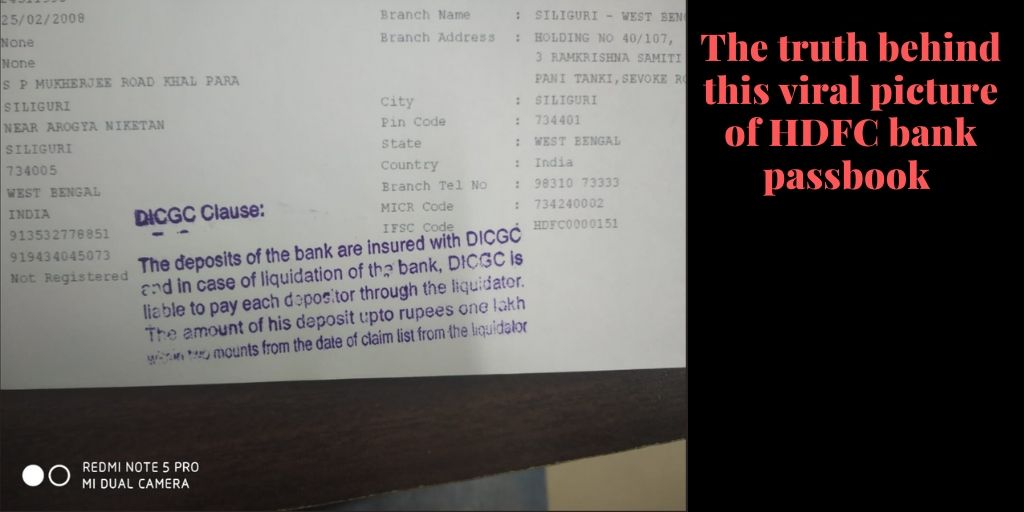 25/02/2008
None
None
S P MUKHERJEE ROAD KHAL PARA
SILIGURI
NEAR AROGYA NIKETAN
SILIGURI
734005
WEST BENGAL
INDIA
913532778851
919434045073
Not Registered
Branch Name : SILIGURI - WEST BEN
Branch Address : HOLDING NO 40/107,
3 RAMKRISHNA SAMITI
PANI TANKI,SEVOKE
City : SILIGURI
Pin Code : 734401
State : WEST BENGAL
Country : India
Branch Tel No : 98310 73333
MICR Code : 734240002
IFSC Code : HDFC0000151
DICGC Clause:
The deposits of the bank are insured with DICGC
and in case of liquidation of the bank, DICGC is
liable to pay each depositor through the liquidator.
The amount of his deposit upto rupees one lakh
within two mounts from the date of claim list from the liquidator
REDMI NOTE 5 PRO
MI DUAL CAMERA
The truth behind
this viral picture
of HDFC bank
passbook